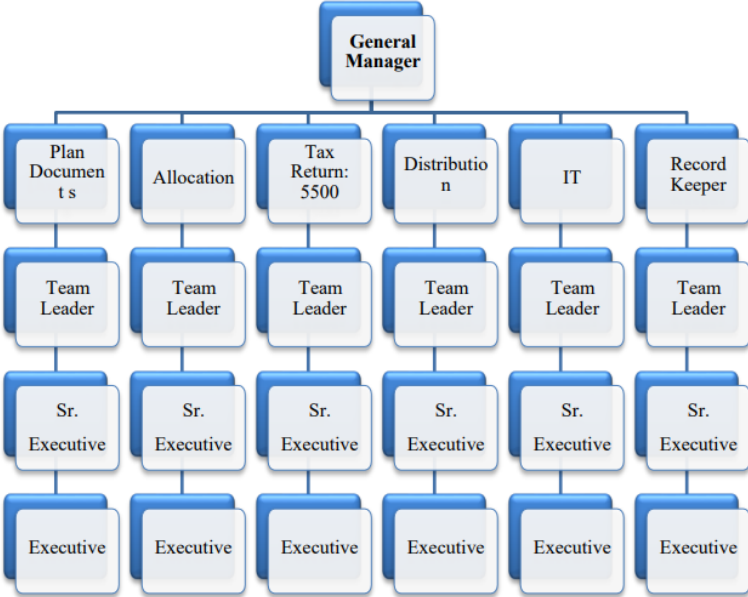 General
Manager
Plan
Documen
t s
Allocation
Tax
Return:
5500
Distributio
n
IT
Record
Keeper
Team
Leader
Team
Leader
Team
Leader
Team
Leader
Team
Leader
Team
Leader
Sr.
Executive
Sr.
Executive
Sr.
Executive
Sr.
Executive
Sr.
Executive
Sr.
Executive
Executive
Executive
Executive
Executive
Executive
Executive